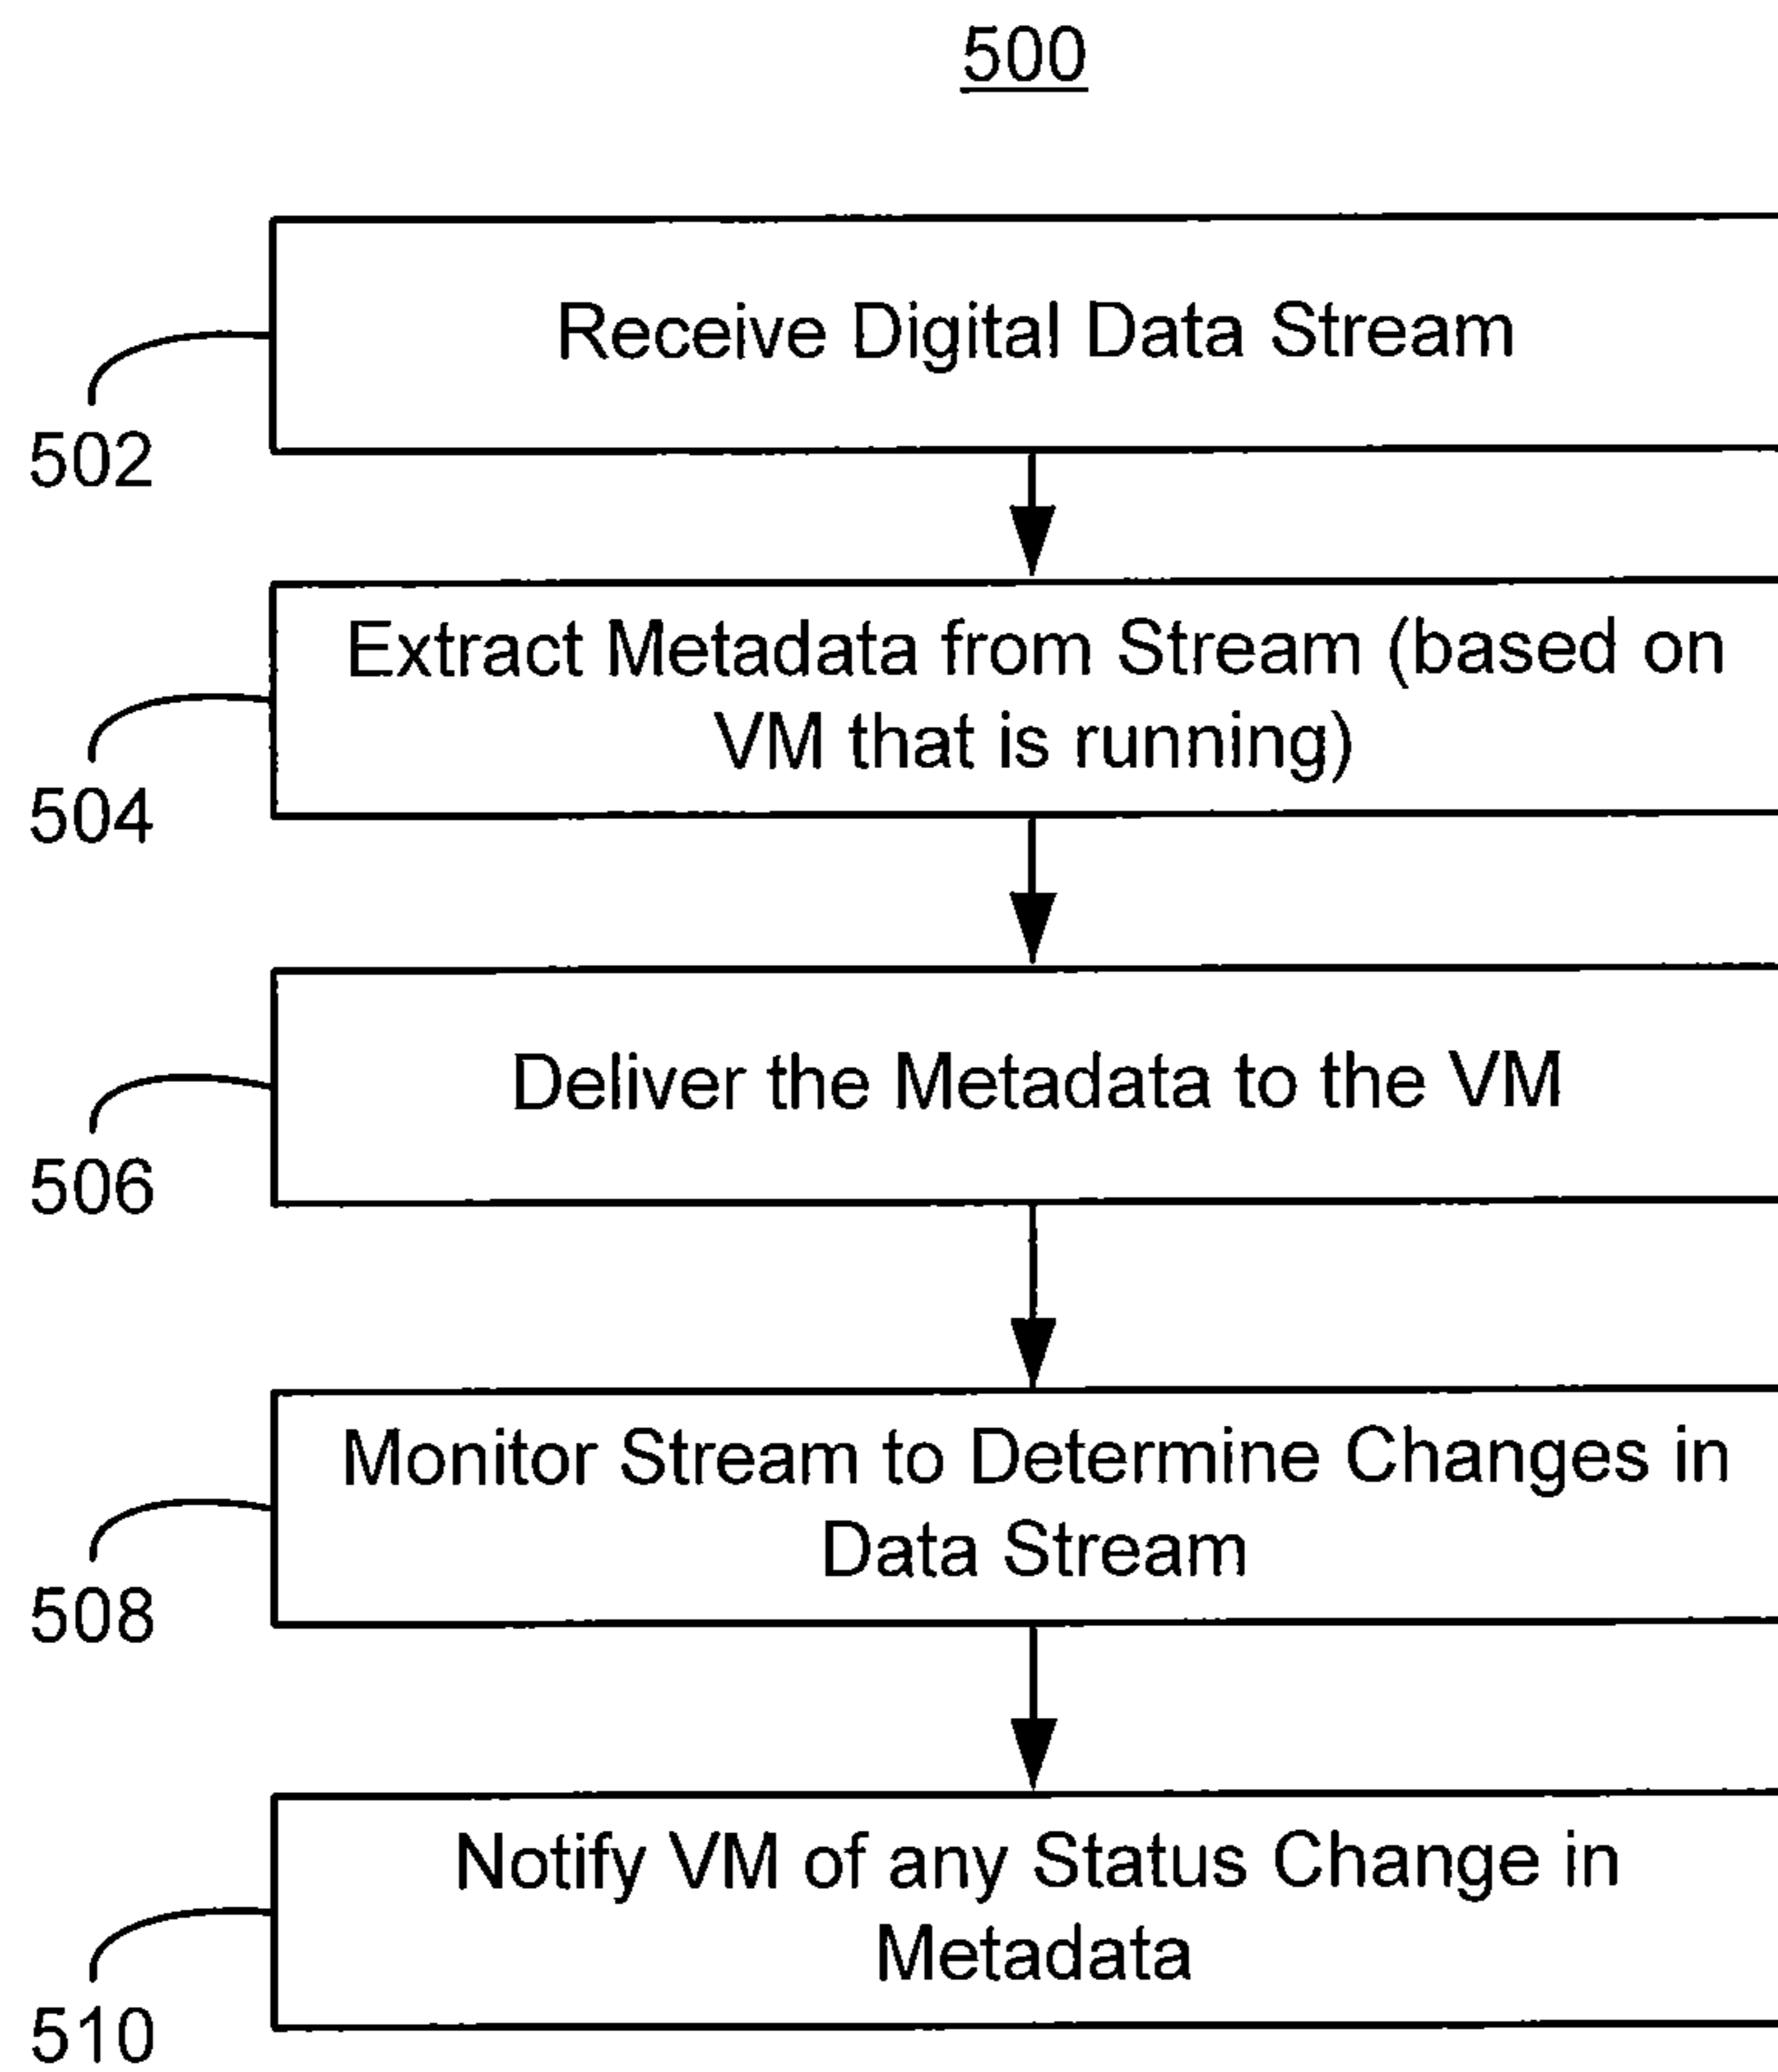 500
Receive Digital Data Stream
502
Extract Metadata from Stream (based on
VM that is running)
504
Deliver the Metadata to the VM
506
Monitor Stream to Determine Changes in
Data Stream
508
Notify VM of any Status Change in
Metadata
510